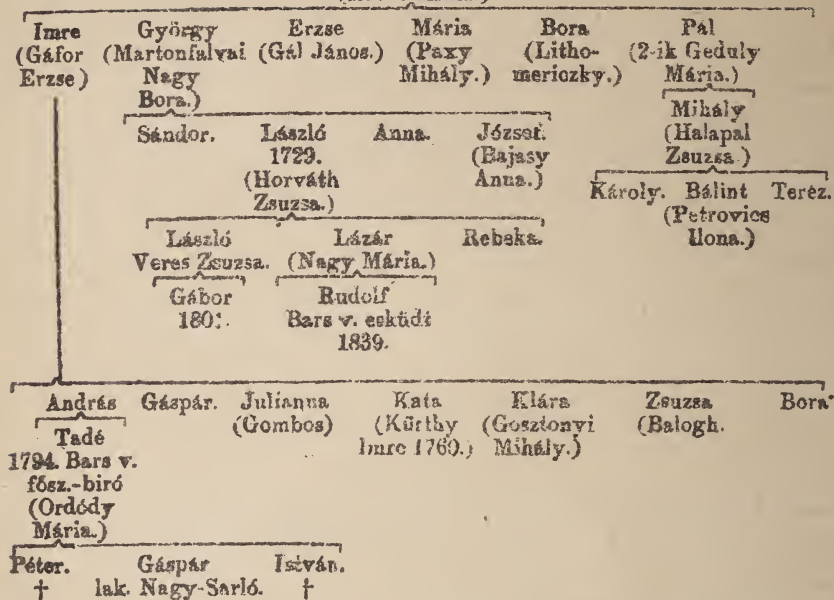 Imre György Erzse Mária Bora Pál
(Gáfor (Martonfalvai (Gál János.) (Paxy (Litho- (2-ik Geduly
Erzse) Nagy Mihály.) mericzky.) Mária.)
Bora.) Mihály
Sándor. László Anna. József. (Halapal
1729. (Bajasy Zsuzsa.)
(Horváth Anna.)
Zsuzsa.) Károly. Bálint Teréz.
(Petrovics
László Lázár Rebeka. Ilona.)
Veres Zsuzsa. (Nagy Mária.)
Gábor Rudolf
Bars v. esküdt
1839.
András Gáspár. Julianna Kata Klára Zsuzsa Bora
(Gombos) (Kürthy (Gosztonyi (Balogh.
Tadé Imre 1760.) Mihály.)
1794. Bars v.
fősz.-biró
(Ordódy
Mária.)
Péter. Gáspár István.
† lak. Nagy-Sarló. †